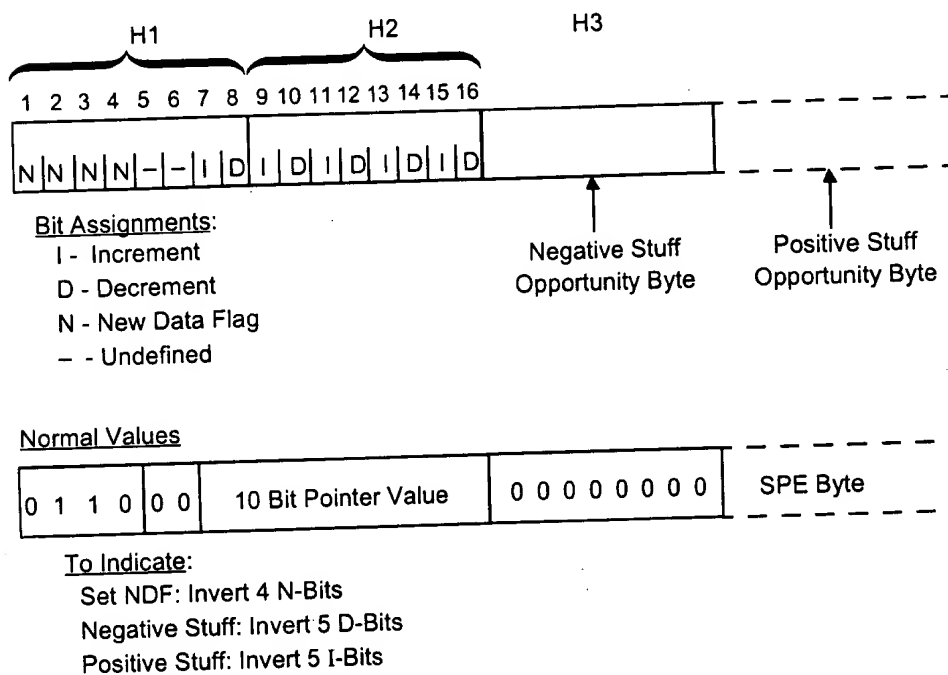 H1 H2 H3
1 2 3 4 5 6 7 8 9 10 11 12 13 14 15 16
N N N N – – I D I D I D I D I D
Bit Assignments:
I - Increment
D - Decrement
N - New Data Flag
– - Undefined
Negative Stuff
Opportunity Byte
Positive Stuff
Opportunity Byte
Normal Values
0 1 1 0 0 0 10 Bit Pointer Value 0 0 0 0 0 0 0 0 SPE Byte
To Indicate:
Set NDF: Invert 4 N-Bits
Negative Stuff: Invert 5 D-Bits
Positive Stuff: Invert 5 I-Bits